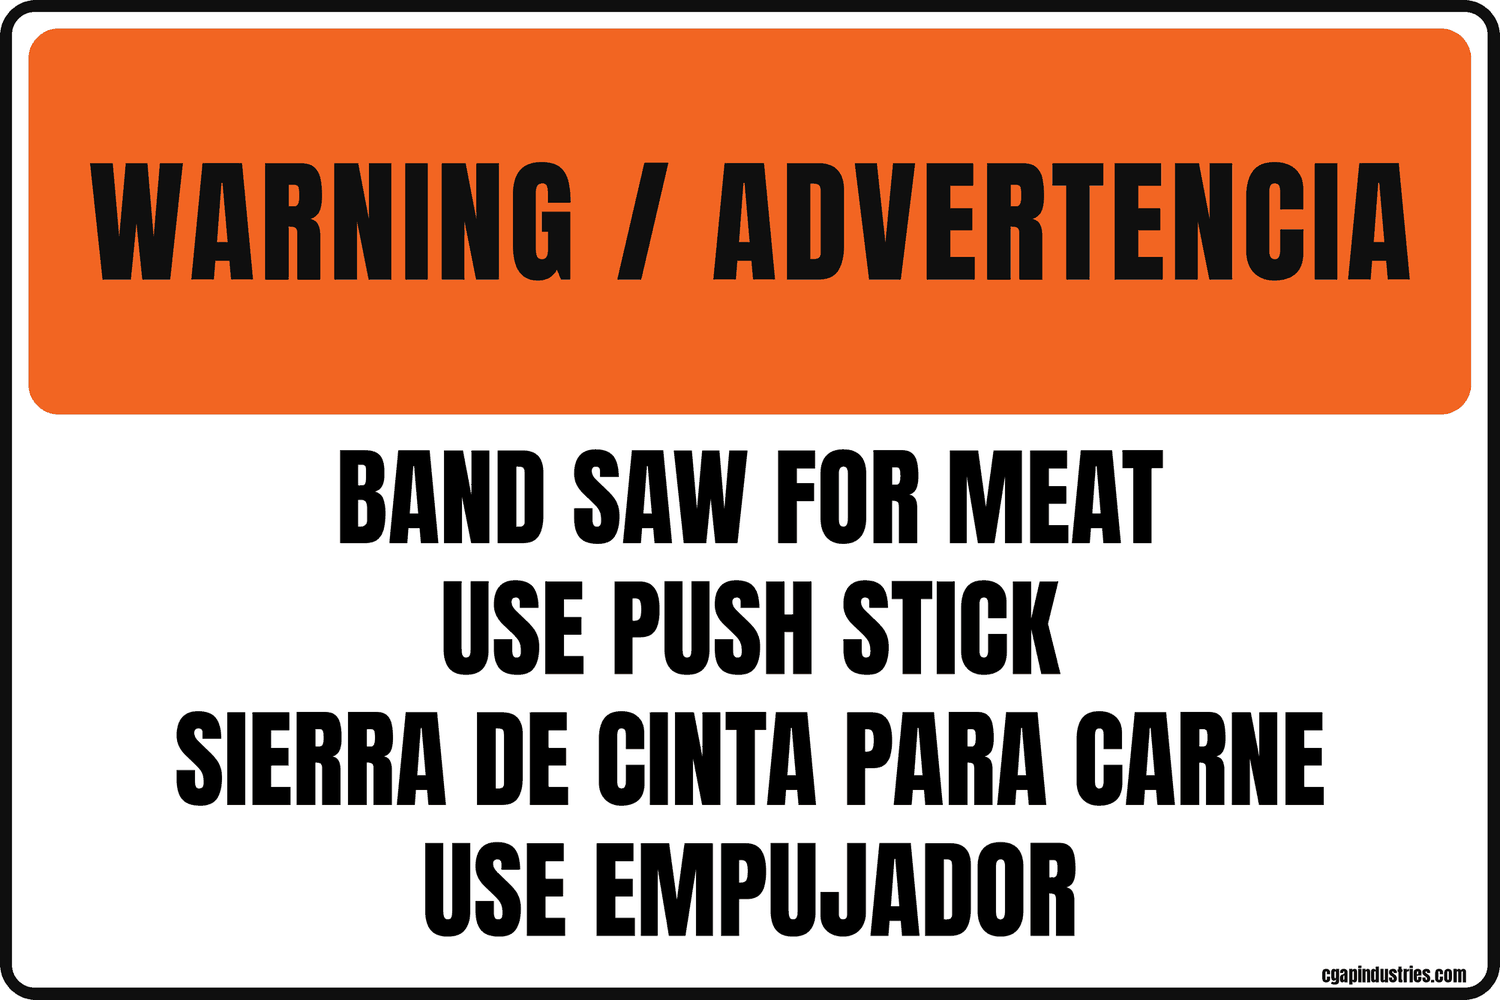 WARNING / ADVERTENCIA
BAND SAW FOR MEAT
USE PUSH STICK
SIERRA DE CINTA PARA CARNE
USE EMPUJADOR
cgapindustries.com